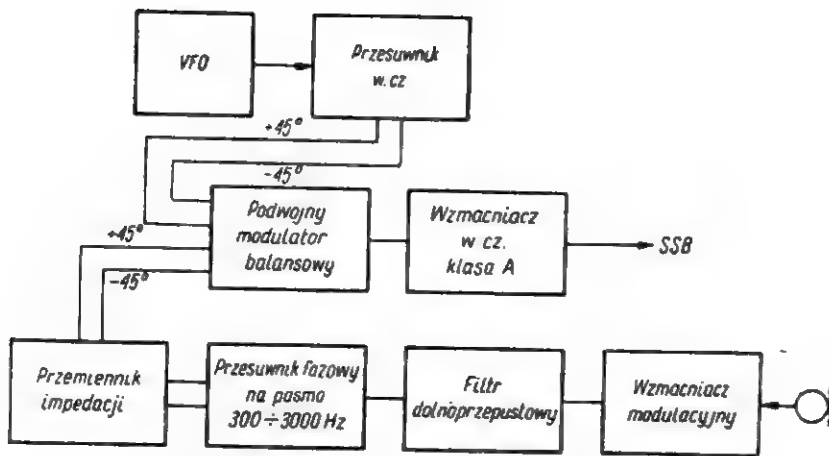 VFO
Przesuwnik
w. cz
+45°
-45°
Podwojny
modulator
balansowy
Wzmacniacz
w cz.
klasa A
SSB
+45°
-45°
Przemiennik
impedacji
Przesuwnik fazowy
na pasmo
300÷3000 Hz
Filtr
dolnoprzepustowy
Wzmacniacz
modulacyjny